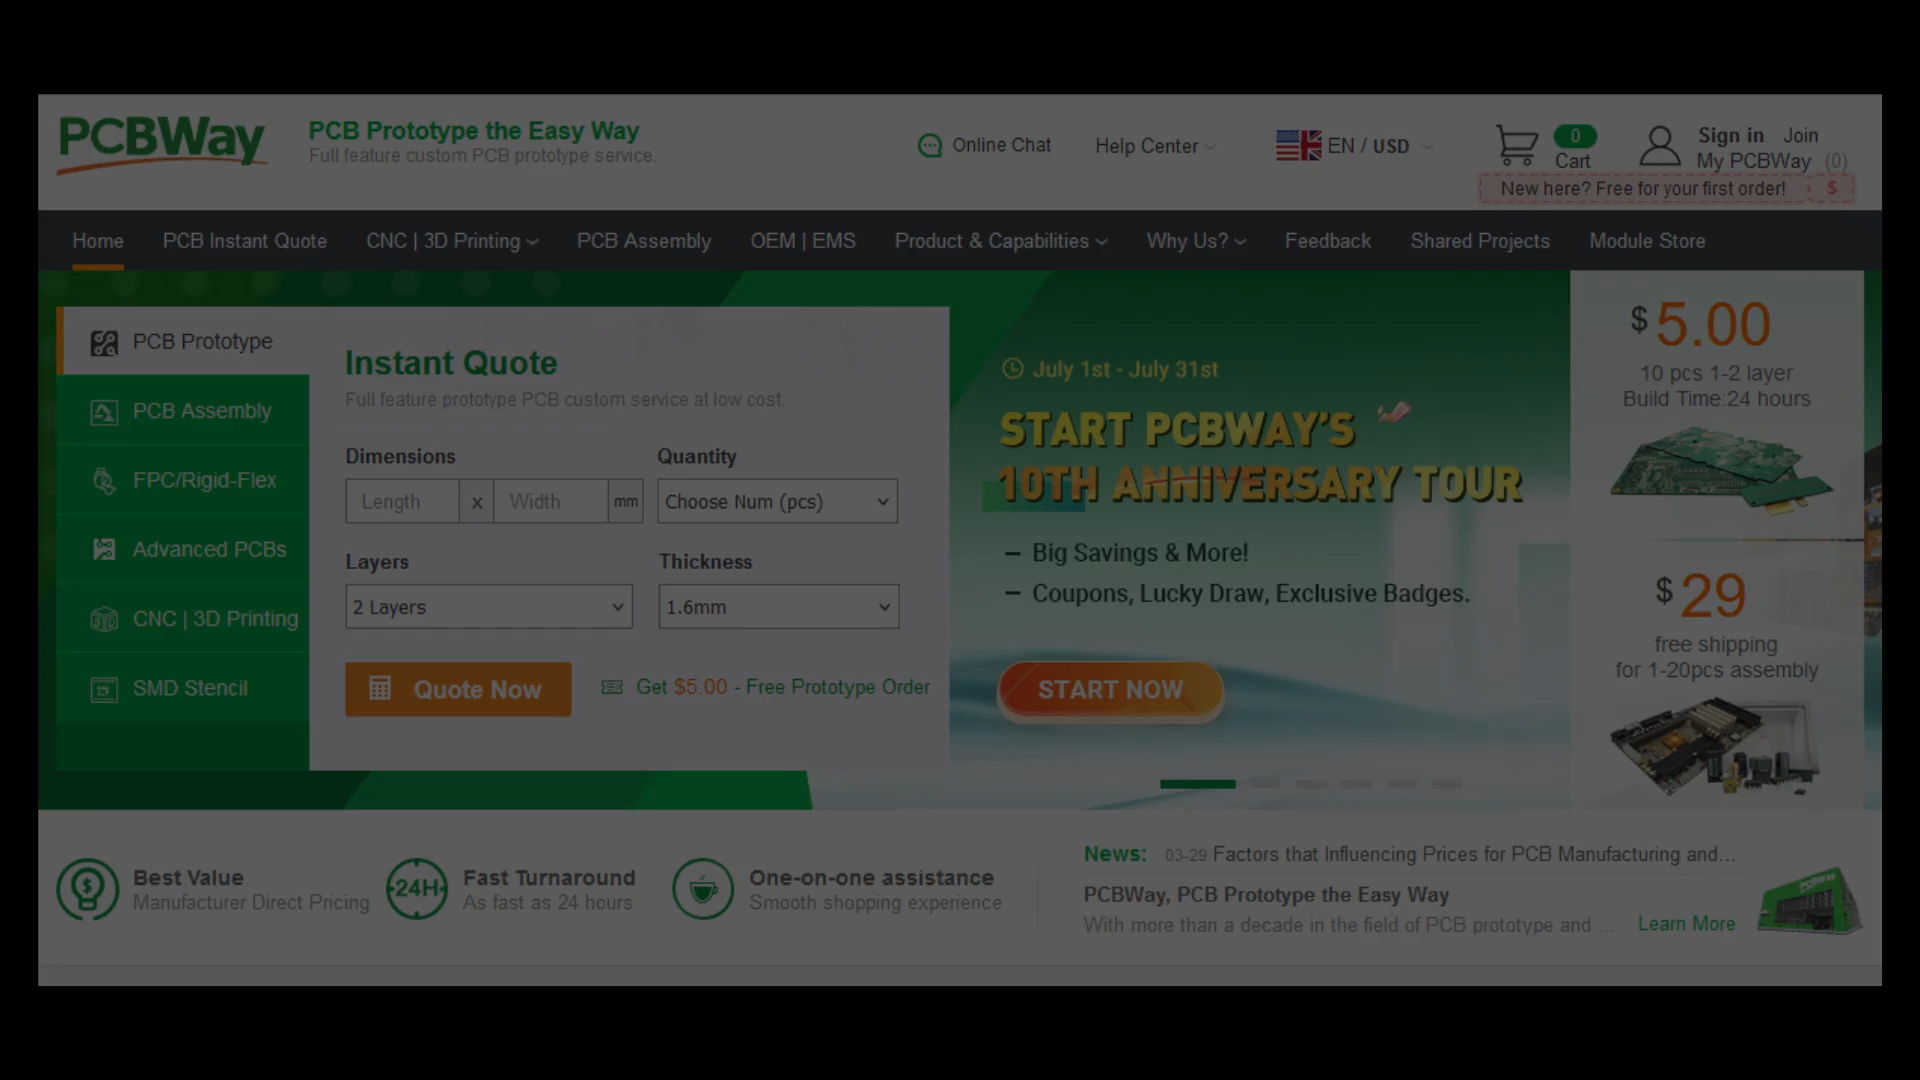 PCBWay
PCB Prototype the Easy Way
Full feature custom PCB prototype service.
Online Chat
Help Center
EN / USD
0
Cart
Sign in Join
My PCBWay (0)
New here? Free for your first order! $
Home
PCB Instant Quote
CNC | 3D Printing
PCB Assembly
OEM | EMS
Product & Capabilities
Why Us?
Feedback
Shared Projects
Module Store
PCB Prototype
PCB Assembly
FPC/Rigid-Flex
Advanced PCBs
CNC | 3D Printing
SMD Stencil
Instant Quote
Full feature prototype PCB custom service at low cost.
Dimensions
Quantity
Length x Width mm
Choose Num (pcs)
Layers
Thickness
2 Layers
1.6mm
Quote Now
Get $5.00 - Free Prototype Order
July 1st - July 31st
START PCBWAY'S
10TH ANNIVERSARY TOUR
– Big Savings & More!
– Coupons, Lucky Draw, Exclusive Badges.
START NOW
$ 5.00
10 pcs 1-2 layer
Build Time:24 hours
$ 29
free shipping
for 1-20pcs assembly
Best Value
Manufacturer Direct Pricing
24H
Fast Turnaround
As fast as 24 hours
One-on-one assistance
Smooth shopping experience
News: 03-29 Factors that Influencing Prices for PCB Manufacturing and...
PCBWay, PCB Prototype the Easy Way
With more than a decade in the field of PCB prototype and ...
Learn More
PCBWay